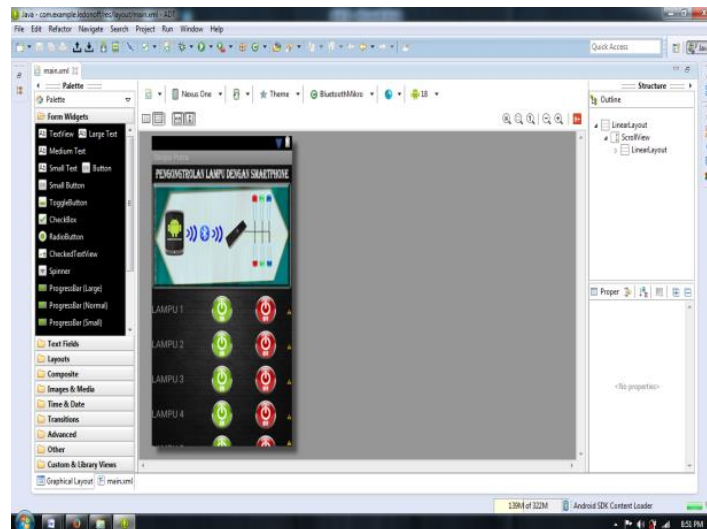 Java - com.example.ledonoff/res/layout/main.xml - ADT
File Edit Refactor Navigate Search Project Run Window Help
Quick Access
main.xml
Palette
Palette
Form Widgets
TextView Large Text
Medium Text
Small Text Button
Small Button
ToggleButton
CheckBox
RadioButton
CheckedTextView
Spinner
ProgressBar (Large)
ProgressBar (Normal)
ProgressBar (Small)
Text Fields
Layouts
Composite
Images & Media
Time & Date
Transitions
Advanced
Other
Custom & Library Views
Graphical Layout main.xml
Nexus One Theme BluetoothMikro 18
PENGONGTROLAN LAMPU DENGAN SMARTPHONE
LAMPU 1
LAMPU 2
LAMPU 3
LAMPU 4
Structure
Outline
LinearLayout
ScrollView
LinearLayout
Proper
<No properties>
139M of 322M Android SDK Content Loader
8:51 PM